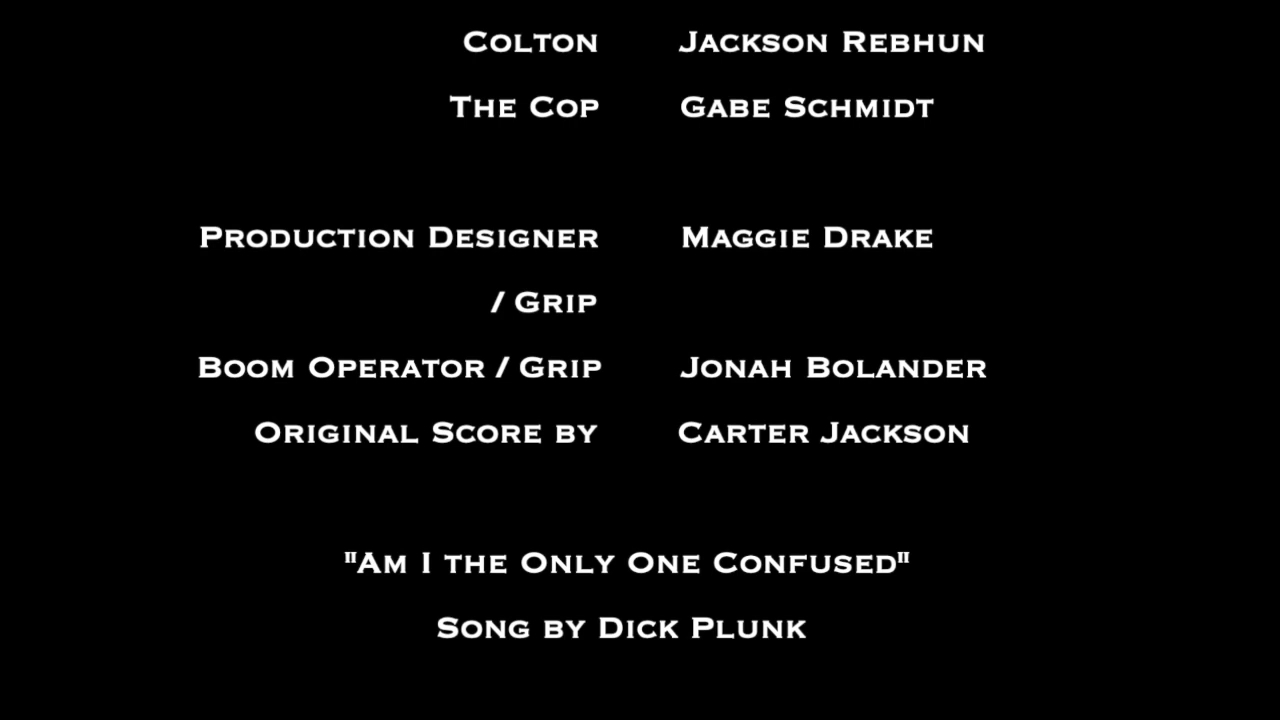 Colton Jackson Rebhun
The Cop Gabe Schmidt
Production Designer Maggie Drake
/ Grip
Boom Operator / Grip Jonah Bolander
Original Score by Carter Jackson
"Am I the Only One Confused"
Song by Dick Plunk